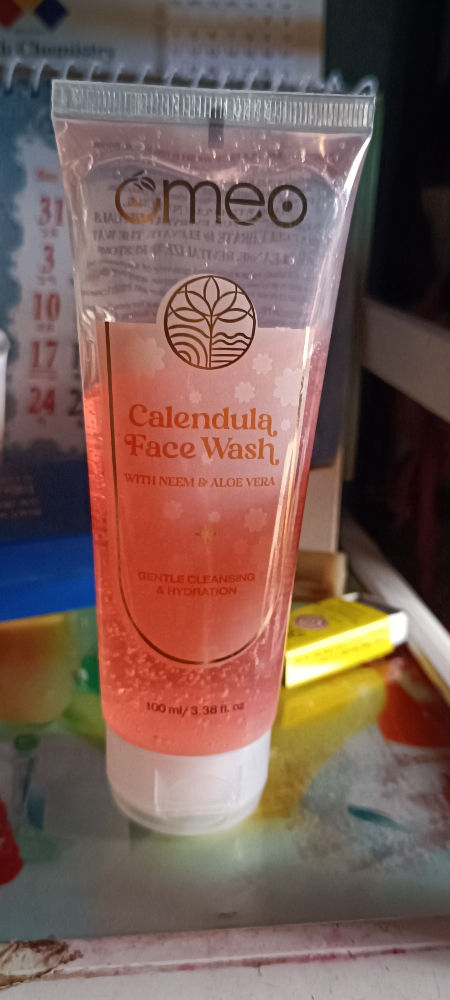 Chemistry
31
3
10
17
24
omeo
Calendula
Face Wash
WITH NEEM & ALOE VERA
GENTLE CLEANSING
& HYDRATION
100 ml/ 3.38 fl. oz